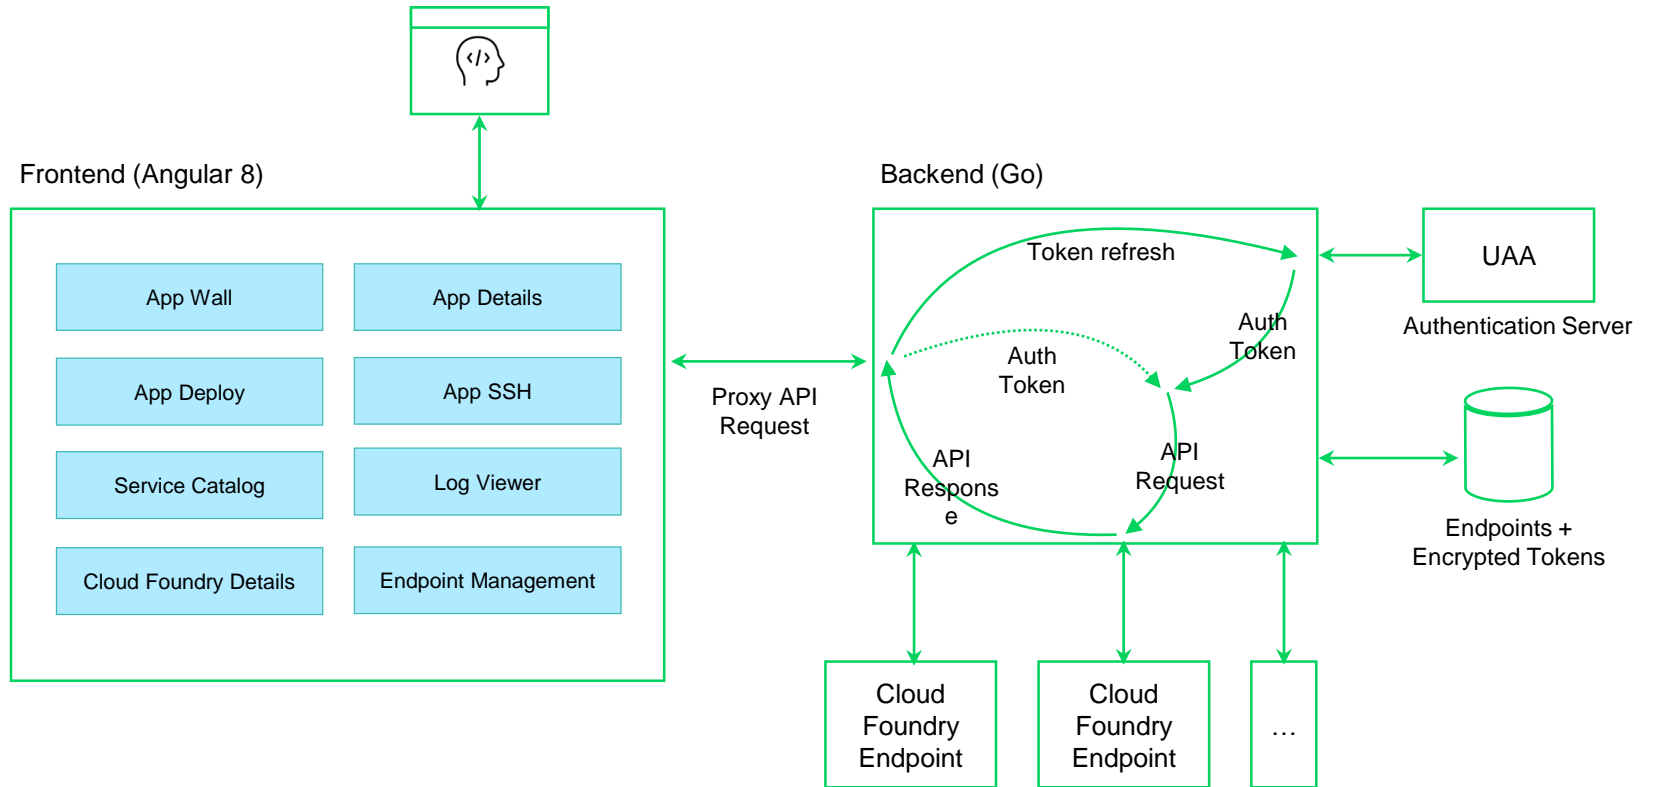 </>
Frontend (Angular 8)
App Wall
App Details
App Deploy
App SSH
Service Catalog
Log Viewer
Cloud Foundry Details
Endpoint Management
Proxy API
Request
Backend (Go)
Token refresh
Auth
Token
Auth
Token
API
Respons
e
API
Request
UAA
Authentication Server
Endpoints +
Encrypted Tokens
Cloud
Foundry
Endpoint
Cloud
Foundry
Endpoint
…